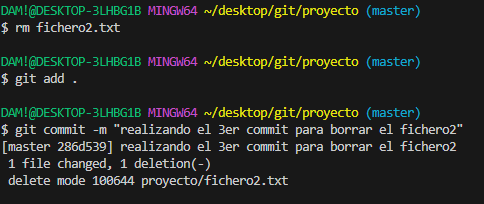 DAM!@DESKTOP-3LHBG1B MINGW64 ~/desktop/git/proyecto (master)
$ rm fichero2.txt
DAM!@DESKTOP-3LHBG1B MINGW64 ~/desktop/git/proyecto (master)
$ git add .
DAM!@DESKTOP-3LHBG1B MINGW64 ~/desktop/git/proyecto (master)
$ git commit -m "realizando el 3er commit para borrar el fichero2"
[master 286d539] realizando el 3er commit para borrar el fichero2
1 file changed, 1 deletion(-)
delete mode 100644 proyecto/fichero2.txt